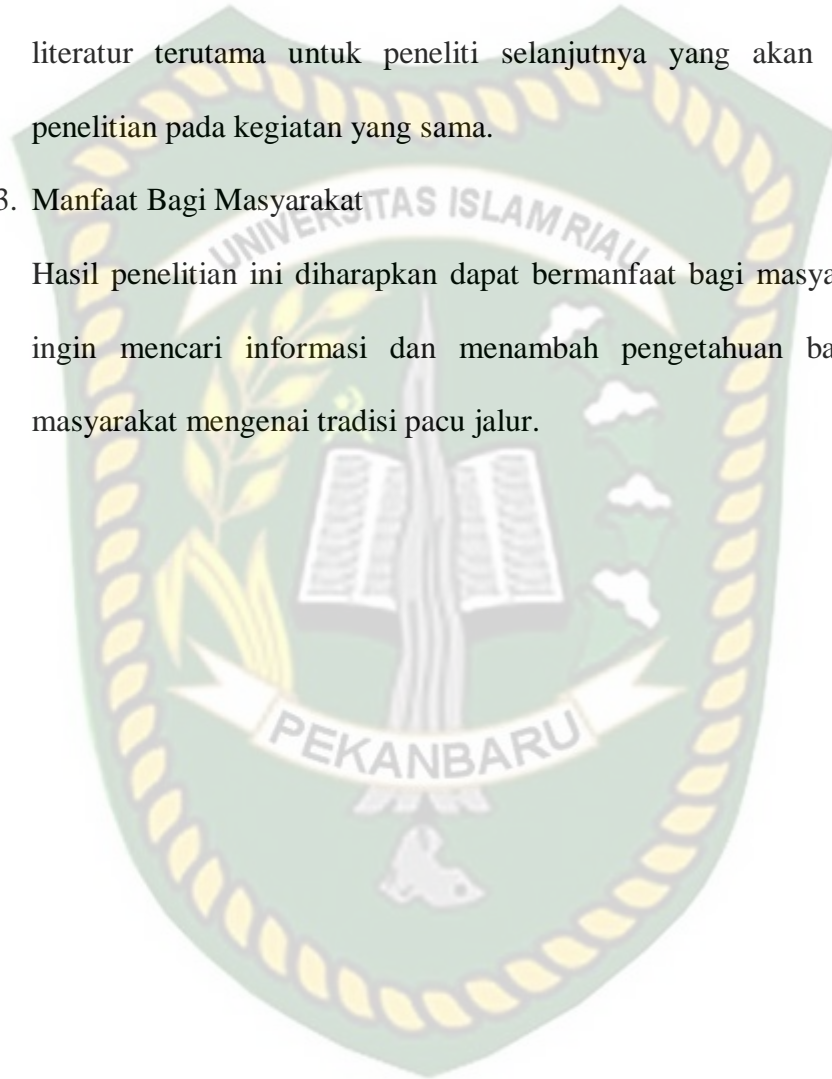 literatur terutama untuk peneliti selanjutnya yang akan
penelitian pada kegiatan yang sama.
3. Manfaat Bagi Masyarakat
UNIVERSITAS ISLAM RIAU
Hasil penelitian ini diharapkan dapat bermanfaat bagi
ingin mencari informasi dan menambah pengetahuan
masyarakat mengenai tradisi pacu jalur.
PEKANBARU